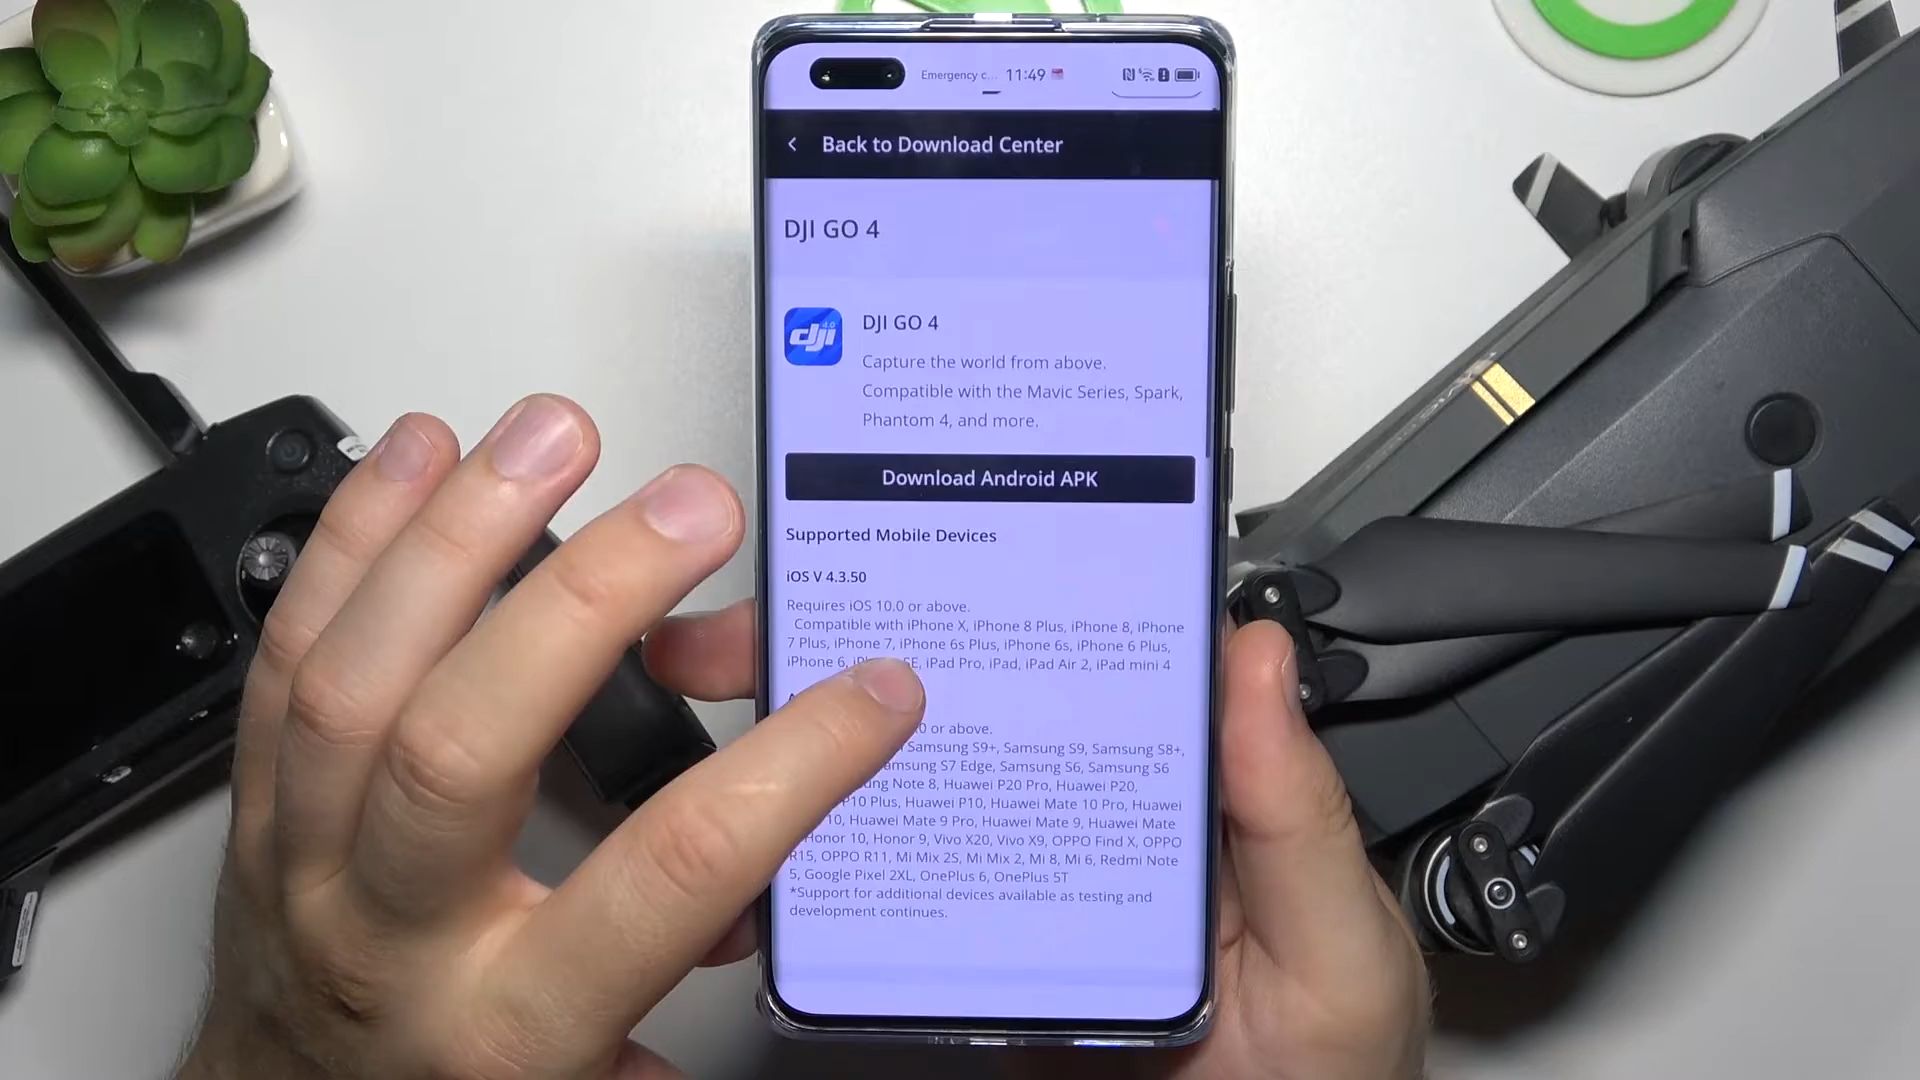 Emergency c... 11:49
Back to Download Center
DJI GO 4
4.0
dji
DJI GO 4
Capture the world from above.
Compatible with the Mavic Series, Spark,
Phantom 4, and more.
Download Android APK
Supported Mobile Devices
iOS V 4.3.50
Requires iOS 10.0 or above.
Compatible with iPhone X, iPhone 8 Plus, iPhone 8, iPhone
7 Plus, iPhone 7, iPhone 6s Plus, iPhone 6s, iPhone 6 Plus,
iPhone 6, SE, iPad Pro, iPad, iPad Air 2, iPad mini 4
or above.
Samsung S9+, Samsung S9, Samsung S8+,
S7 Edge, Samsung S6, Samsung S6
Note 8, Huawei P20 Pro, Huawei P20,
P10 Plus, Huawei P10, Huawei Mate 10 Pro, Huawei
10, Huawei Mate 9 Pro, Huawei Mate 9, Huawei Mate
Honor 10, Honor 9, Vivo X20, Vivo X9, OPPO Find X, OPPO
R15, OPPO R11, Mi Mix 2S, Mi Mix 2, Mi 8, Mi 6, Redmi Note
5, Google Pixel 2XL, OnePlus 6, OnePlus 5T
*Support for additional devices available as testing and
development continues.